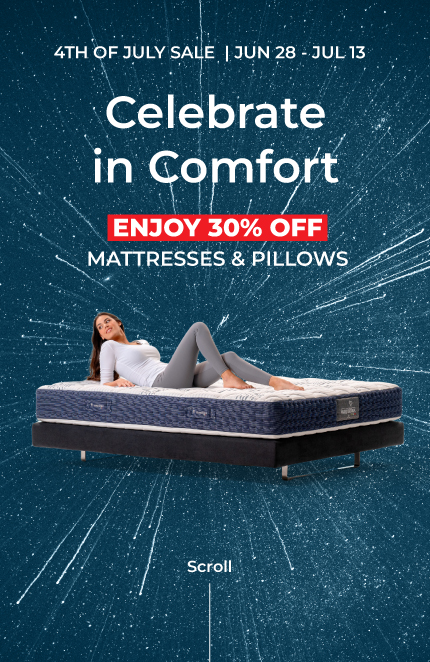 4TH OF JULY SALE | JUN 28 - JUL 13
Celebrate
in Comfort
ENJOY 30% OFF
MATTRESSES & PILLOWS
Scroll